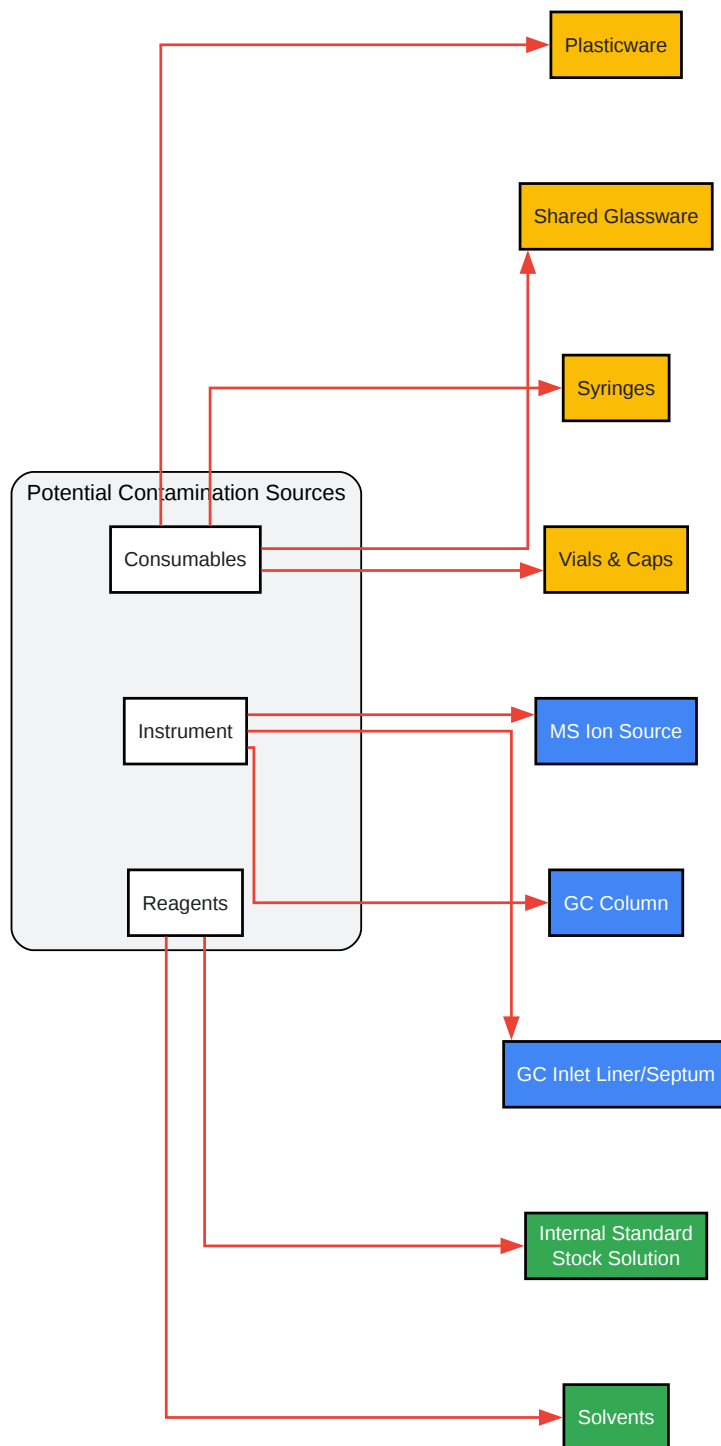 Plasticware
Shared Glassware
Syringes
Potential Contamination Sources
Consumables
Vials & Caps
Instrument
MS Ion Source
Reagents
GC Column
GC Inlet Liner/Septum
Internal Standard
Stock Solution
Solvents